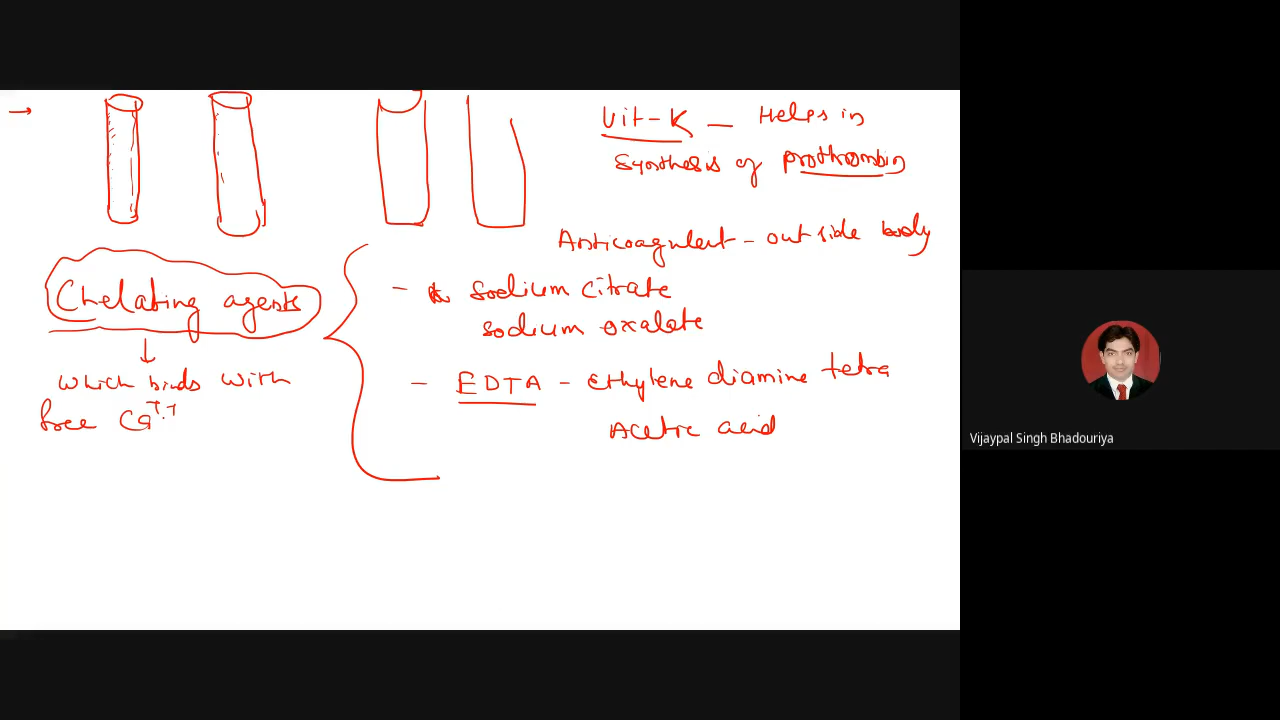 →
Vit-K — Helps in
Synthesis of prothrombin
Anticoagulent - outside body
Chelating agents
↓
which binds with
free Ca++
- Sodium Citrate
Sodium oxalate
- EDTA - Ethylene diamine tetra
Acetic acid
Vijaypal Singh Bhadouriya